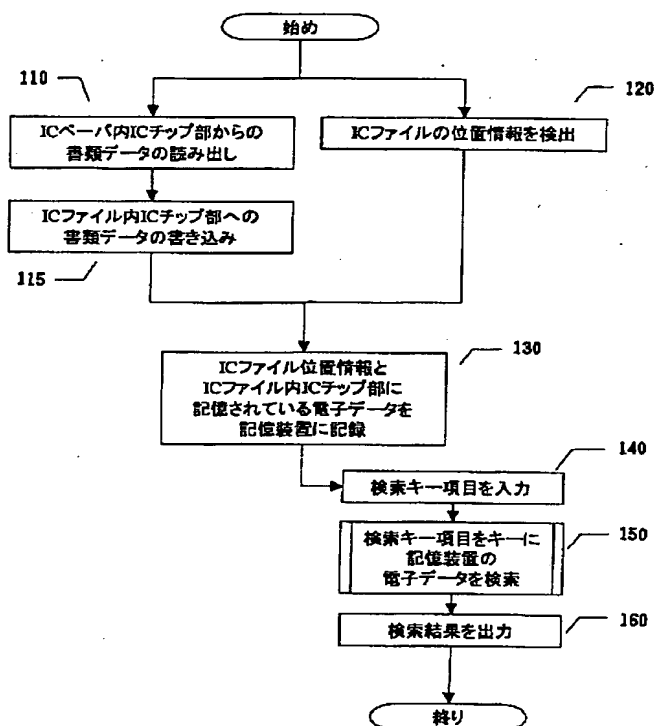 始め
110
ICペーパ内ICチップ部からの
書類データの読み出し
120
ICファイルの位置情報を検出
ICファイル内ICチップ部への
書類データの書き込み
115
130
ICファイル位置情報と
ICファイル内ICチップ部に
記憶されている電子データを
記憶装置に記録
140
検索キー項目を入力
150
検索キー項目をキーに
記憶装置の
電子データを検索
検索結果を出力
160
終り